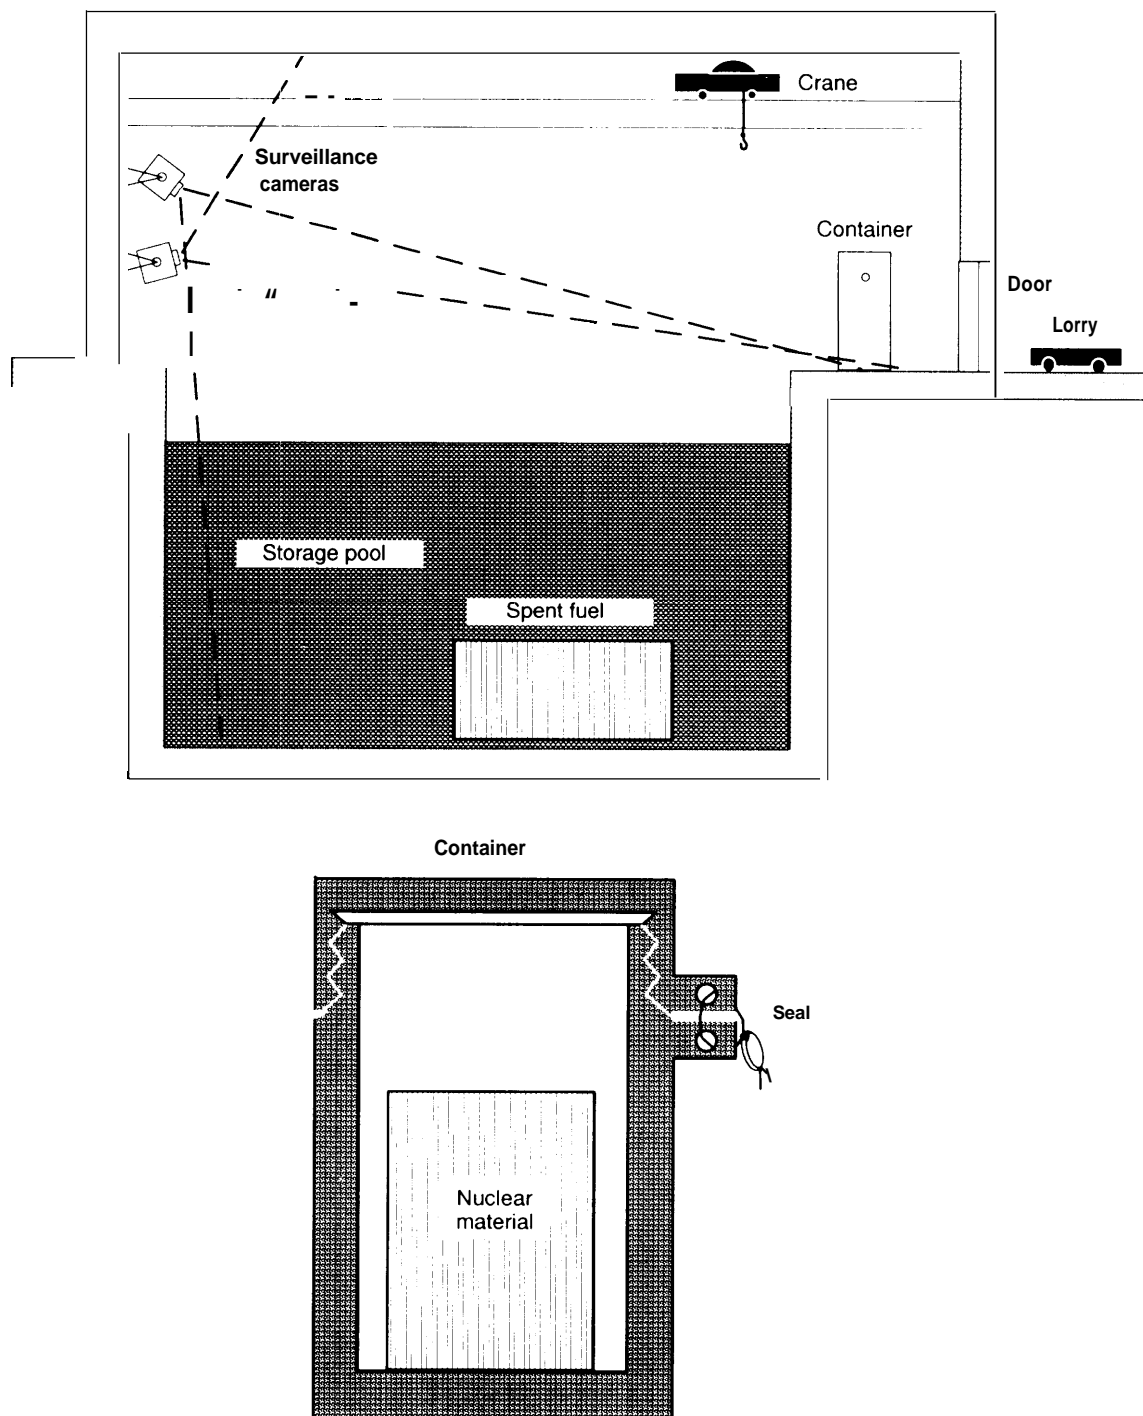 Crane
Surveillance
cameras
Container
Door
Lorry
Storage pool
Spent fuel
Container
Seal
Nuclear
material